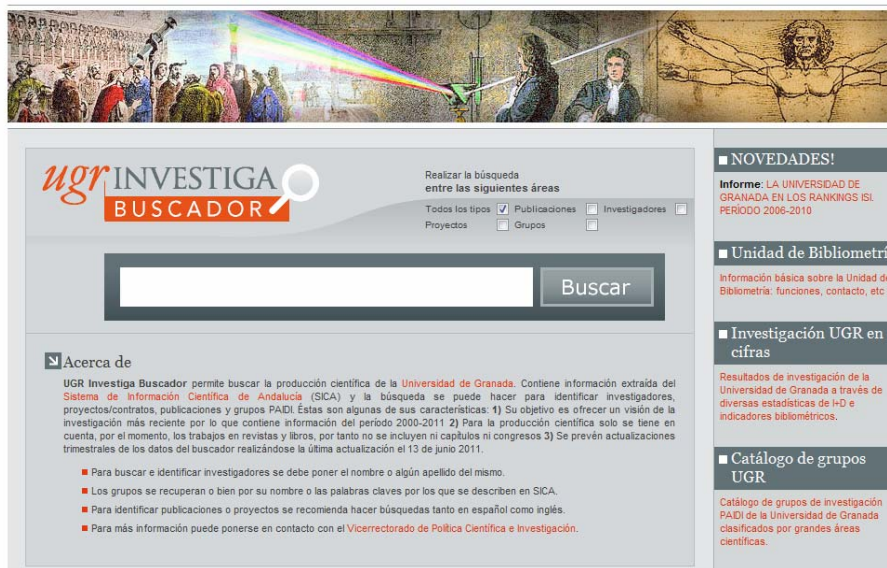 ugr INVESTIGA
BUSCADOR
Realizar la búsqueda
entre las siguientes áreas
Todos los tipos Publicaciones Investigadores
Proyectos Grupos
Buscar
Acerca de
UGR Investiga Buscador permite buscar la producción científica de la Universidad de Granada. Contiene información extraída del
Sistema de Información Científica de Andalucía (SICA) y la búsqueda se puede hacer para identificar investigadores,
proyectos/contratos, publicaciones y grupos PAIDI. Éstas son algunas de sus características: 1) Su objetivo es ofrecer un visión de la
investigación más reciente por lo que contiene información del período 2000-2011 2) Para la producción científica solo se tiene en
cuenta, por el momento, los trabajos en revistas y libros, por tanto no se incluyen ni capítulos ni congresos 3) Se prevén actualizaciones
trimestrales de los datos del buscador realizándose la última actualización el 13 de junio 2011.
Para buscar e identificar investigadores se debe poner el nombre o algún apellido del mismo.
Los grupos se recuperan o bien por su nombre o las palabras claves por los que se describen en SICA.
Para identificar publicaciones o proyectos se recomienda hacer búsquedas tanto en español como inglés.
Para más información puede ponerse en contacto con el Vicerrectorado de Política Científica e Investigación.
NOVEDADES!
Informe: LA UNIVERSIDAD DE
GRANADA EN LOS RANKINGS ISI.
PERÍODO 2006-2010
Unidad de Bibliometrí
Información básica sobre la Unidad de
Bibliometría: funciones, contacto, etc
Investigación UGR en
cifras
Resultados de investigación de la
Universidad de Granada a través de
diversas estadísticas de I+D e
indicadores bibliométricos.
Catálogo de grupos
UGR
Catálogo de grupos de investigación
PAIDI de la Universidad de Granada
clasificados por grandes áreas
científicas.